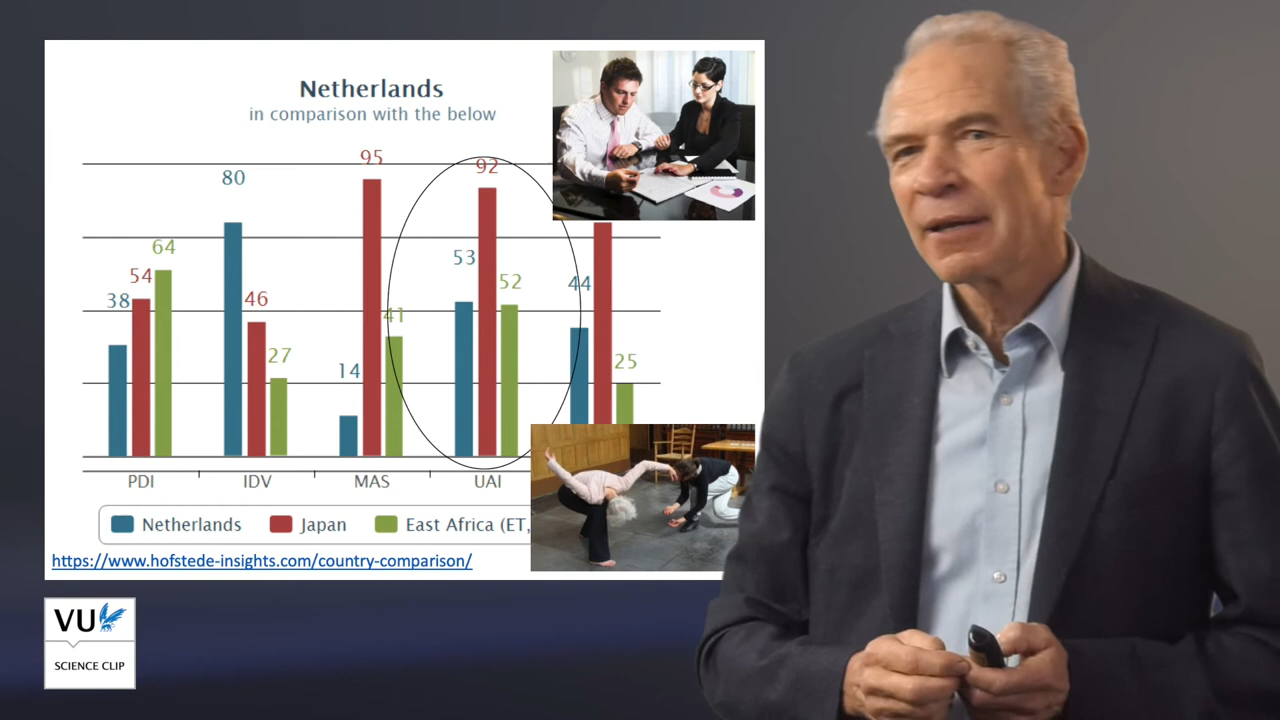 Netherlands
in comparison with the below
38
54
64
80
46
27
14
95
41
53
92
52
44
25
PDI
IDV
MAS
UAI
Netherlands
Japan
East Africa (ET,
https://www.hofstede-insights.com/country-comparison/
VU
SCIENCE CLIP